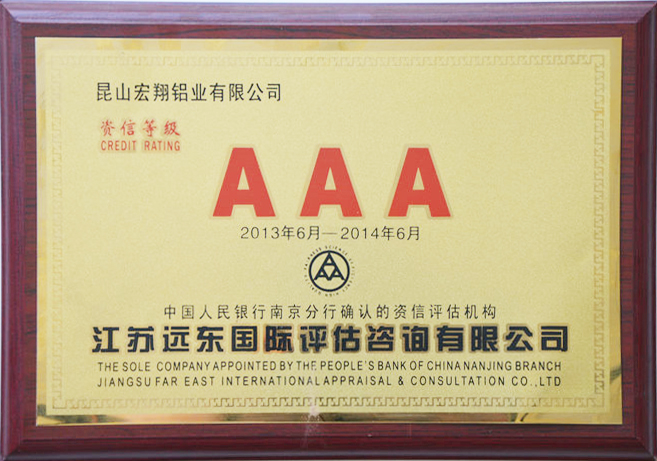 昆山宏翔铝业有限公司
资信等级
CREDIT RATING
AAA
2013年6月—2014年6月
中国人民银行南京分行确认的资信评估机构
江苏远东国际评估咨询有限公司
THE SOLE COMPANY APPOINTED BY THE PEOPLE'S BANK OF CHINA NANJING BRANCH
JIANGSU FAR EAST INTERNATIONAL APPRAISAL & CONSULTATION CO.,LTD